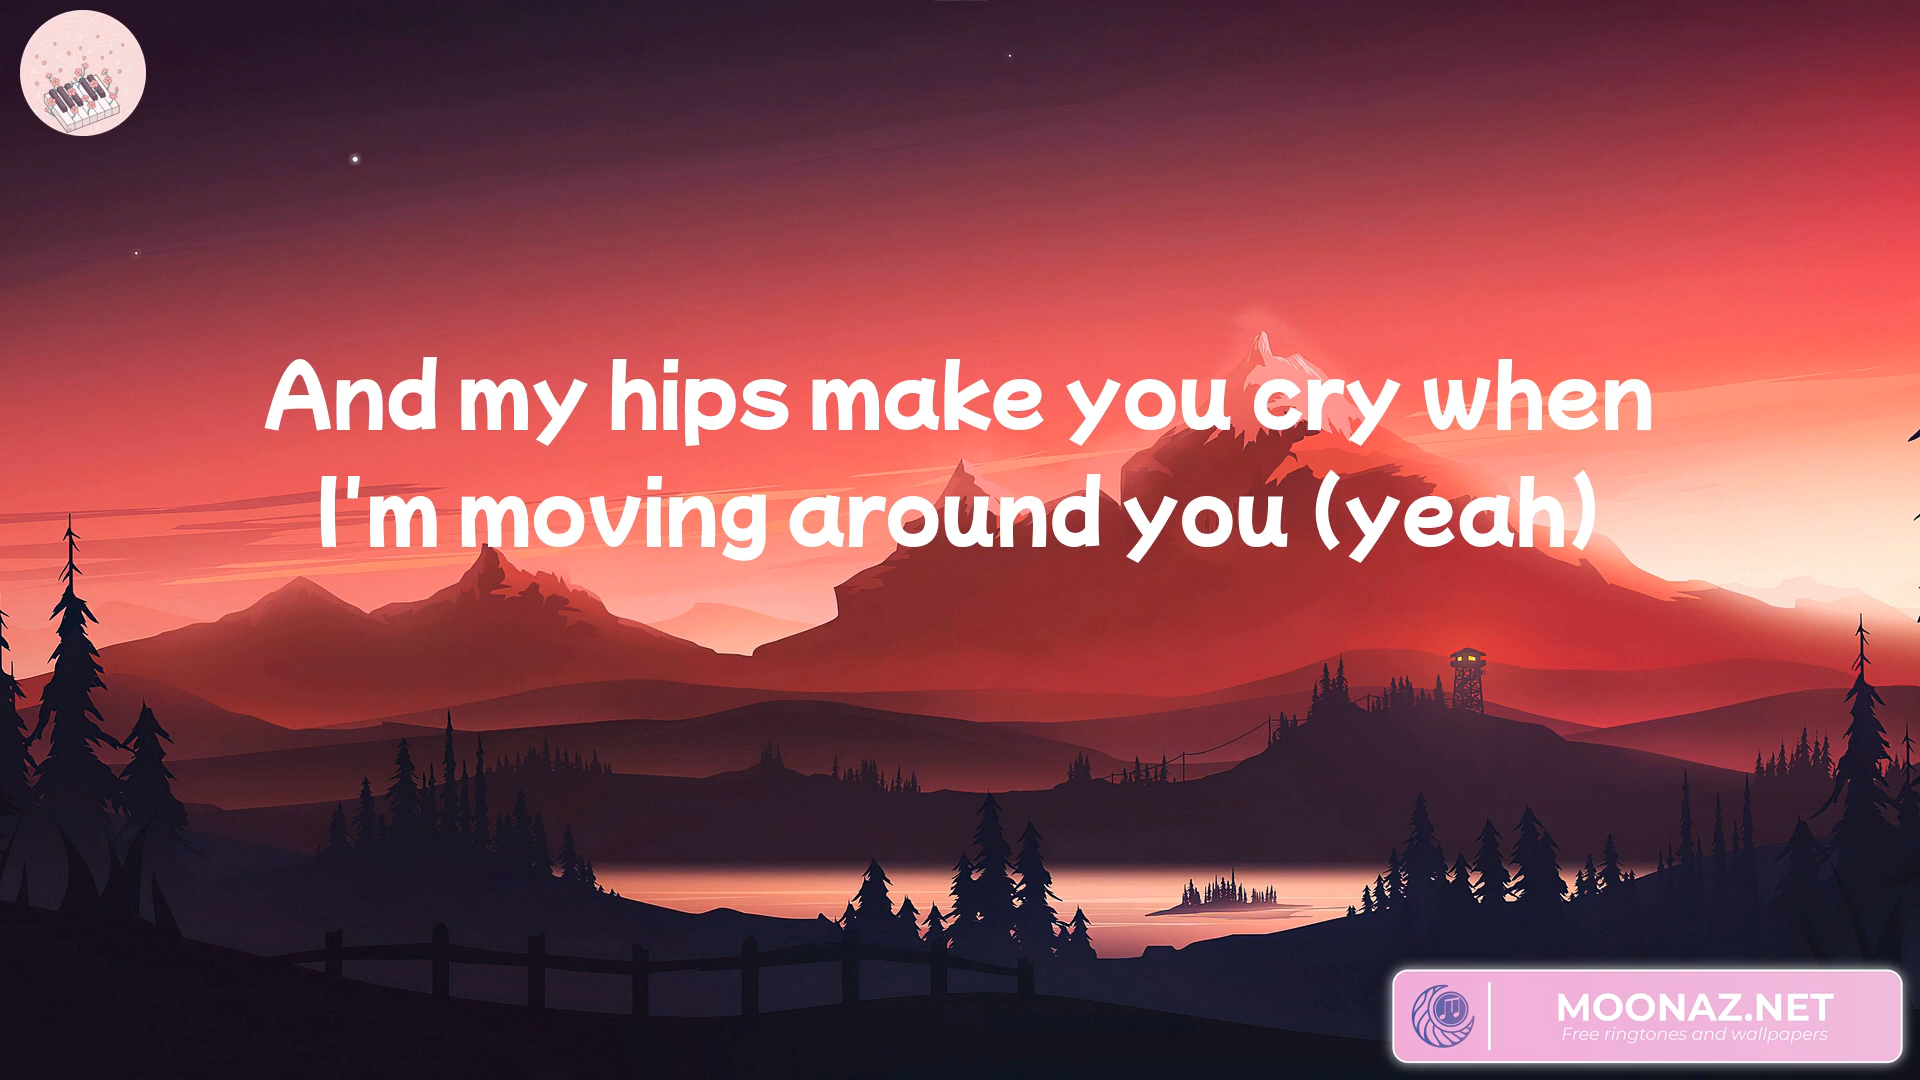 And my hips make you cry when
I'm moving around you (yeah)
MOONAZ.NET
Free ringtones and wallpapers